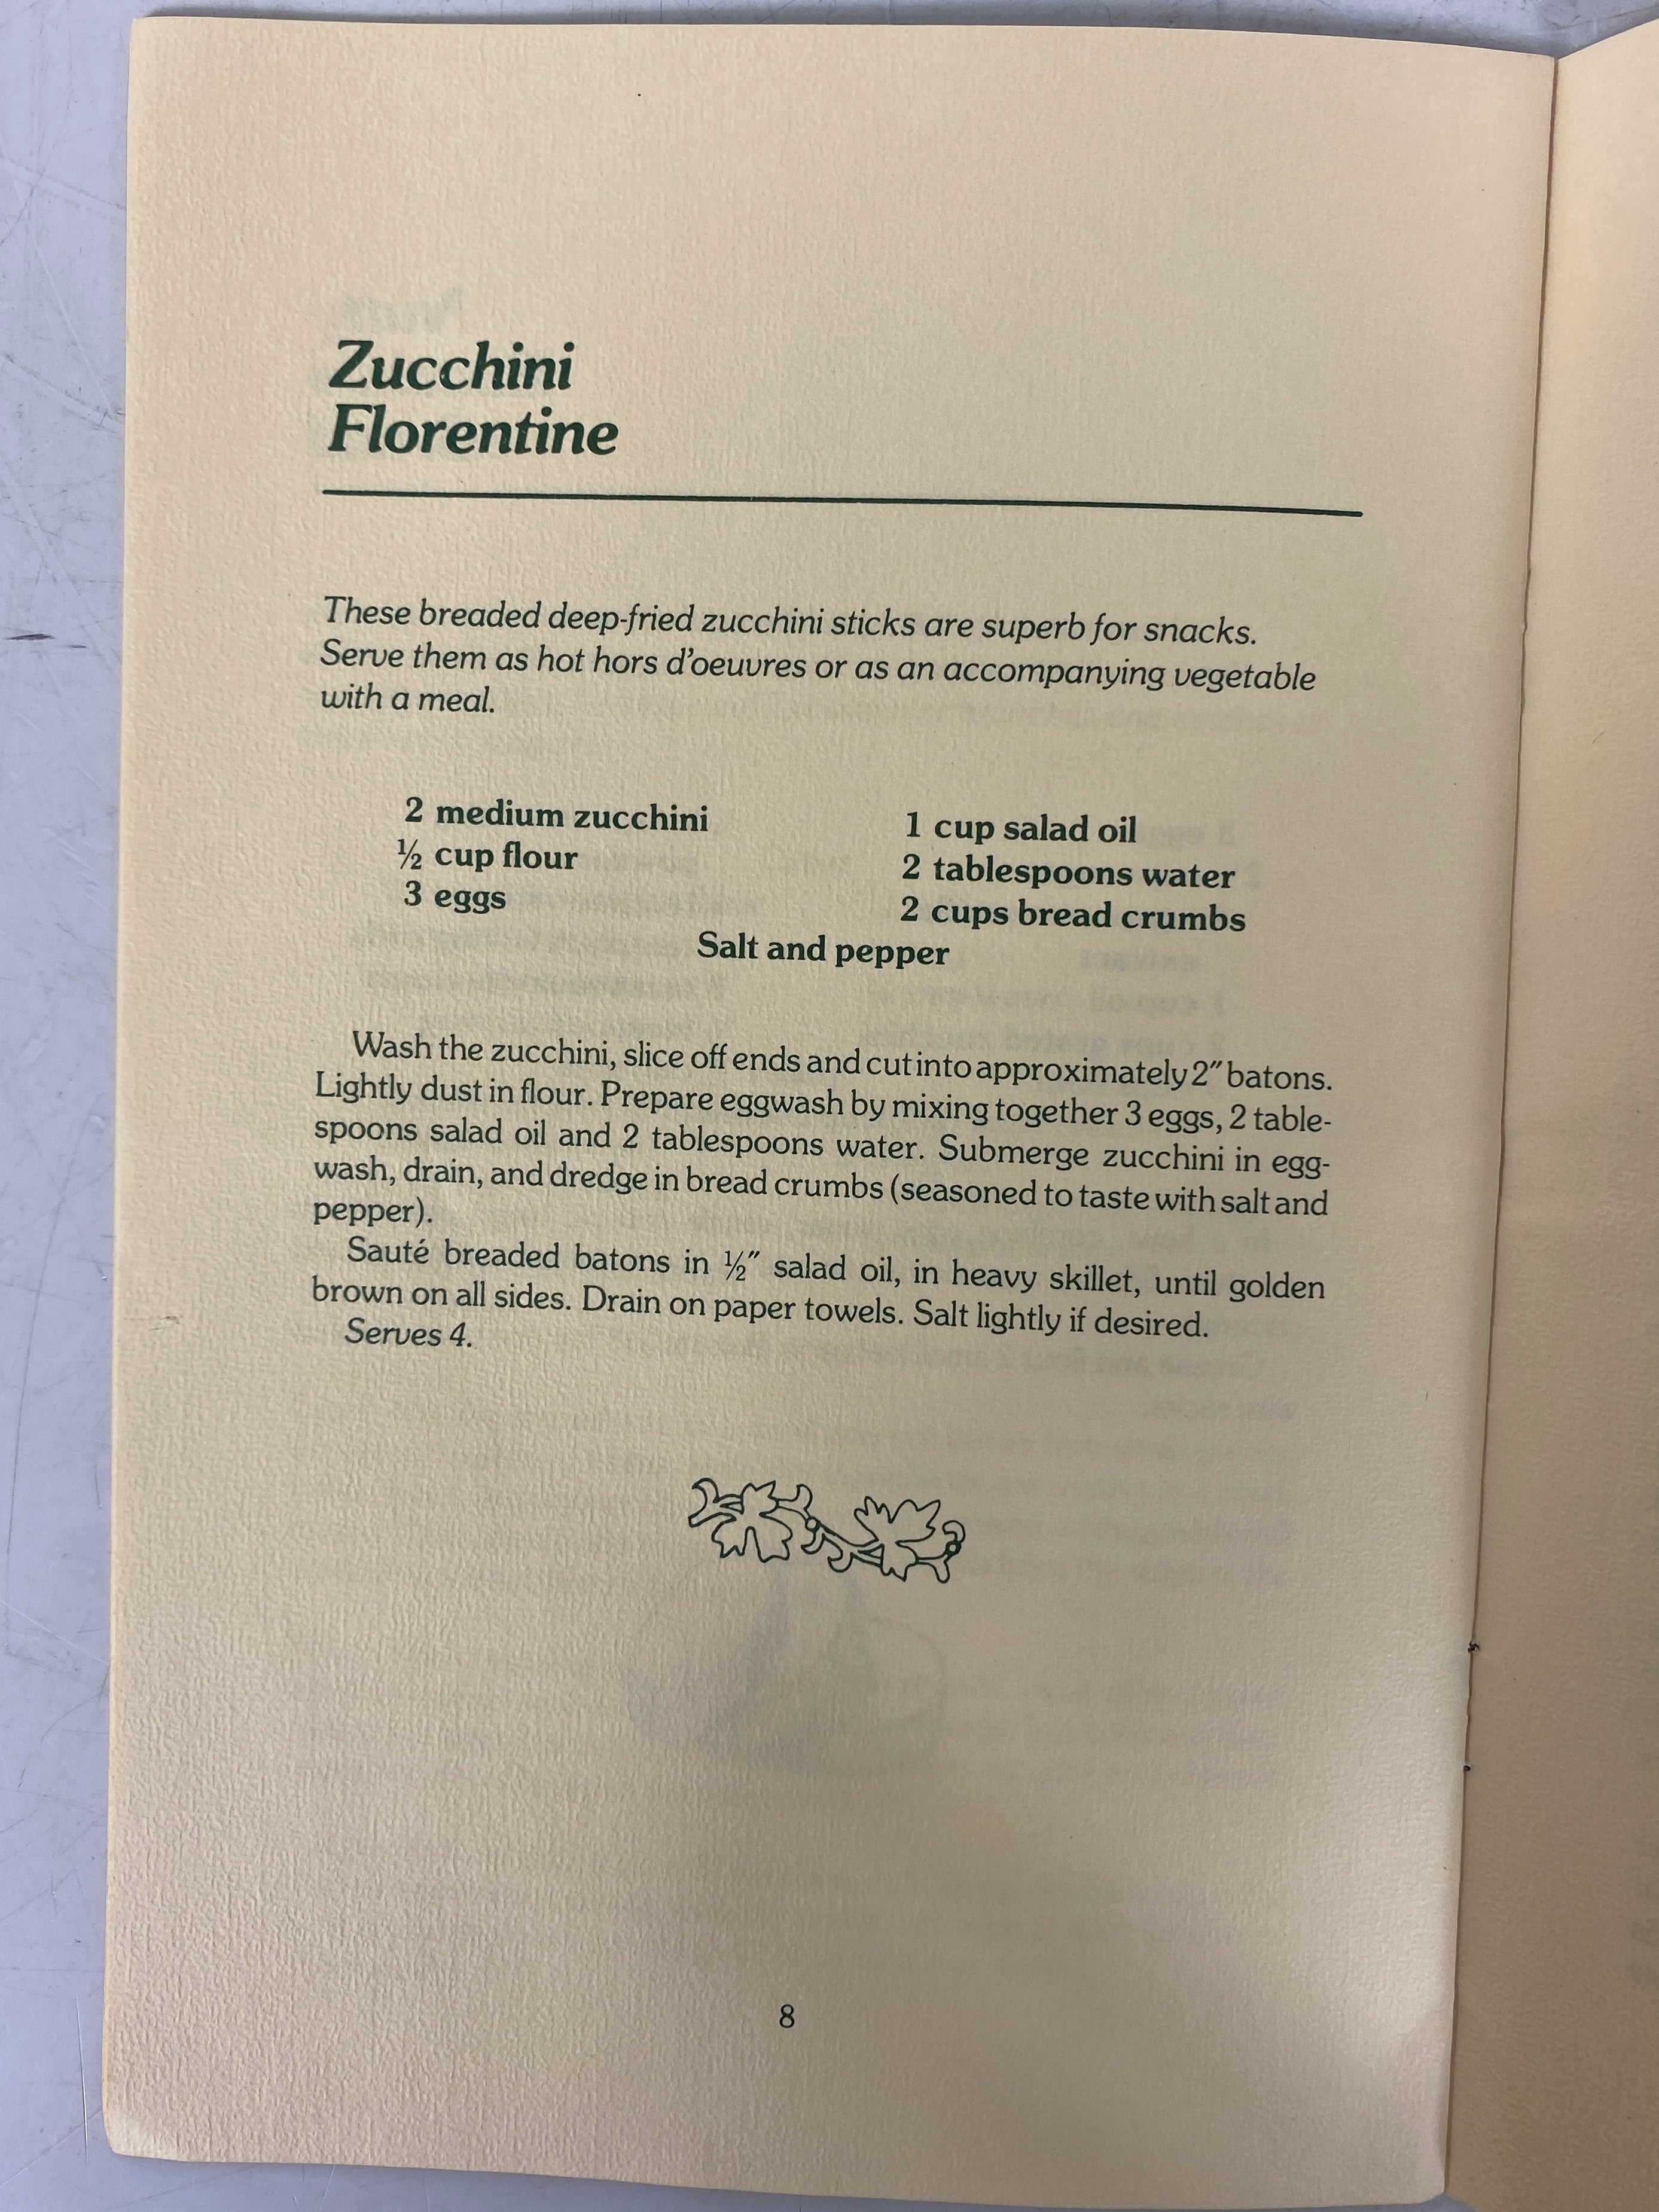 Zucchini
Florentine
These breaded deep-fried zucchini sticks are superb for snacks.
Serve them as hot hors d'oeuvres or as an accompanying vegetable
with a meal.
2 medium zucchini
½ cup flour
3 eggs
1 cup salad oil
2 tablespoons water
2 cups bread crumbs
Salt and pepper
Wash the zucchini, slice off ends and cut into approximately 2″ batons.
Lightly dust in flour. Prepare eggwash by mixing together 3 eggs, 2 table-
spoons salad oil and 2 tablespoons water. Submerge zucchini in egg-
wash, drain, and dredge in bread crumbs (seasoned to taste with salt and
pepper).
Sauté breaded batons in ½″ salad oil, in heavy skillet, until golden
brown on all sides. Drain on paper towels. Salt lightly if desired.
Serves 4.
8